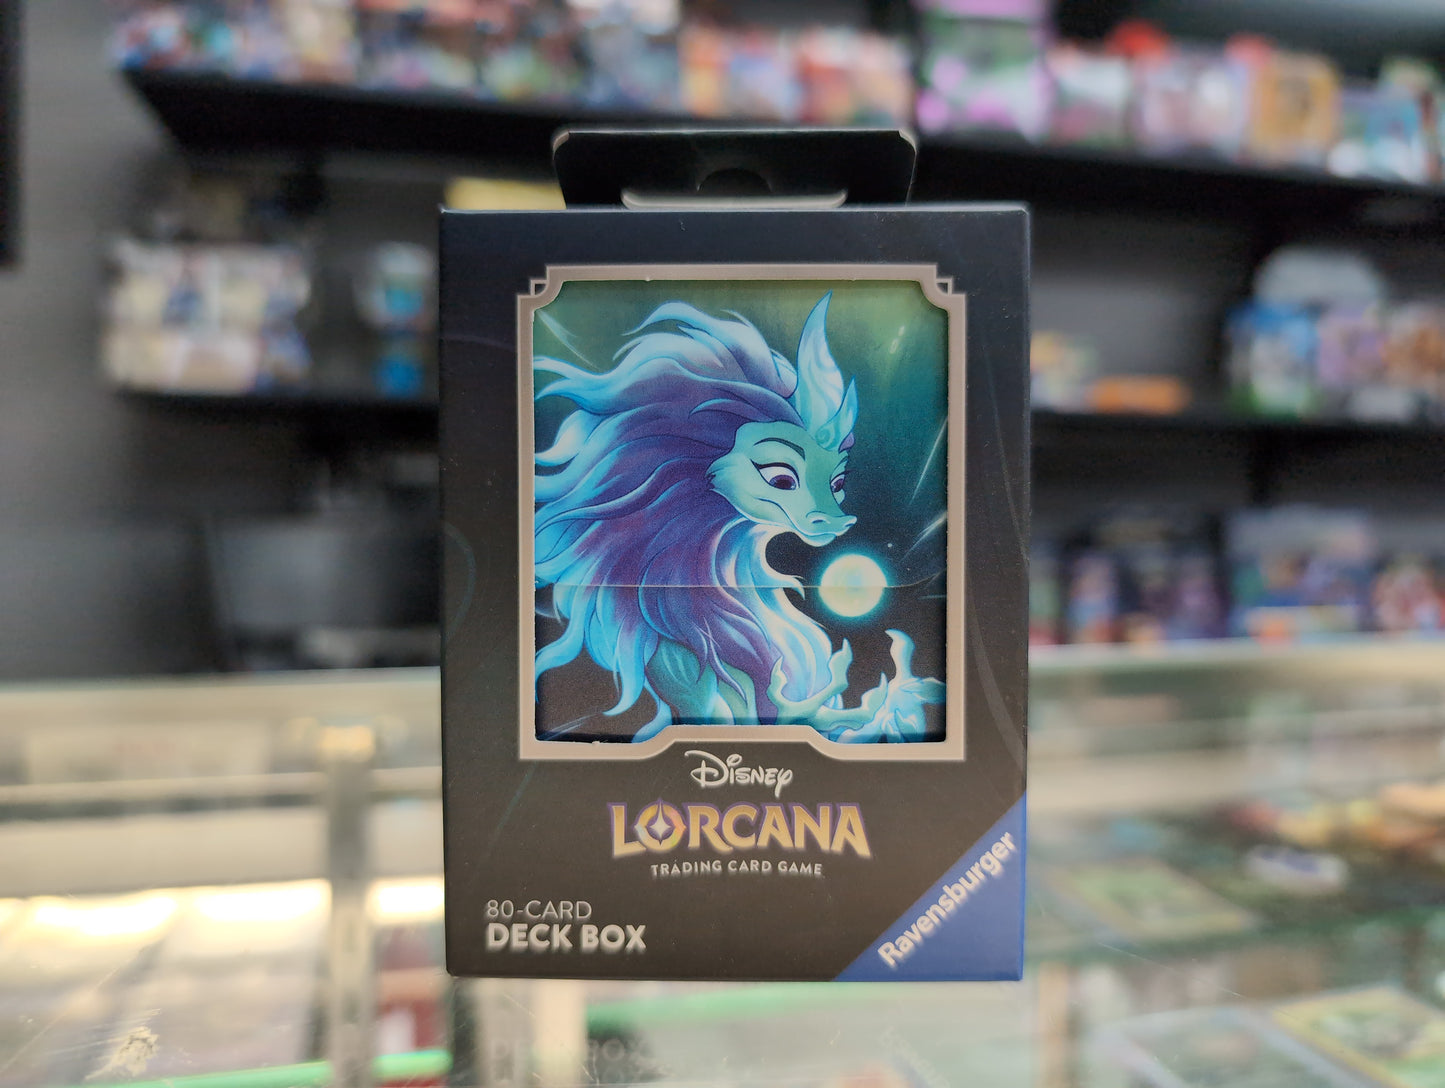 Disney
LORCANA
TRADING CARD GAME
80-CARD
DECK BOX
Ravensburger